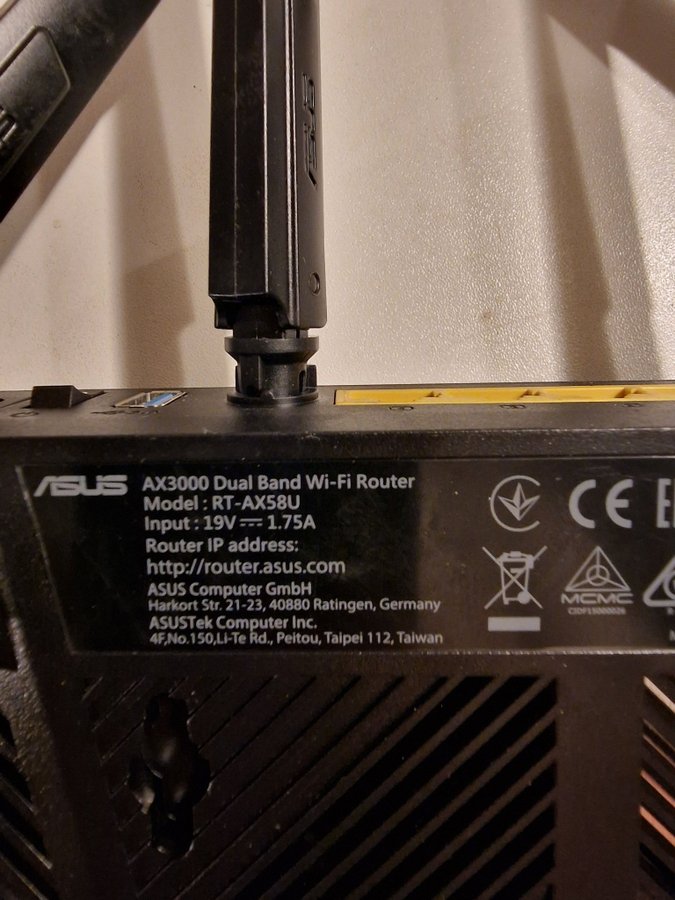 ASUS
ASUS AX3000 Dual Band Wi-Fi Router
Model : RT-AX58U
Input : 19V⎓1.75A
Router IP address:
http://router.asus.com
ASUS Computer GmbH
Harkort Str. 21-23, 40880 Ratingen, Germany
ASUSTek Computer Inc.
4F,No.150,Li-Te Rd., Peitou, Taipei 112, Taiwan
CE
MCMC
CIDF15000026